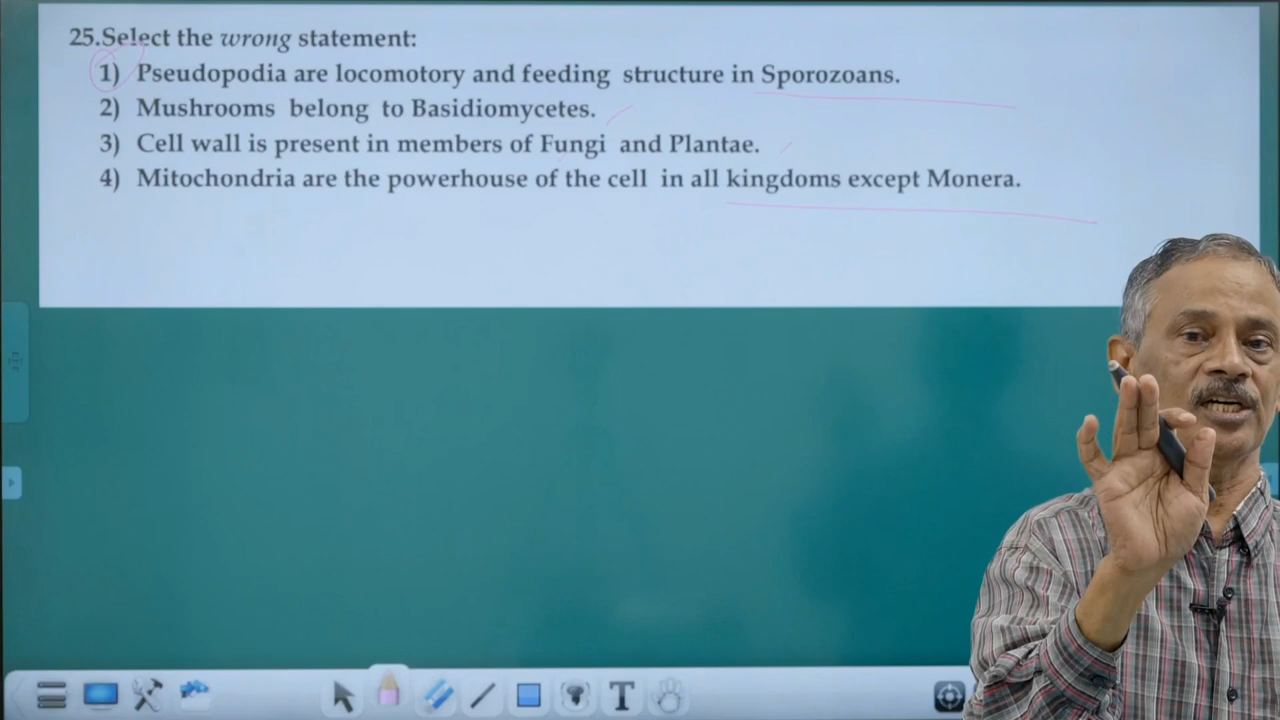 25.Select the wrong statement:
1) Pseudopodia are locomotory and feeding structure in Sporozoans.
2) Mushrooms belong to Basidiomycetes.
3) Cell wall is present in members of Fungi and Plantae.
4) Mitochondria are the powerhouse of the cell in all kingdoms except Monera.
T